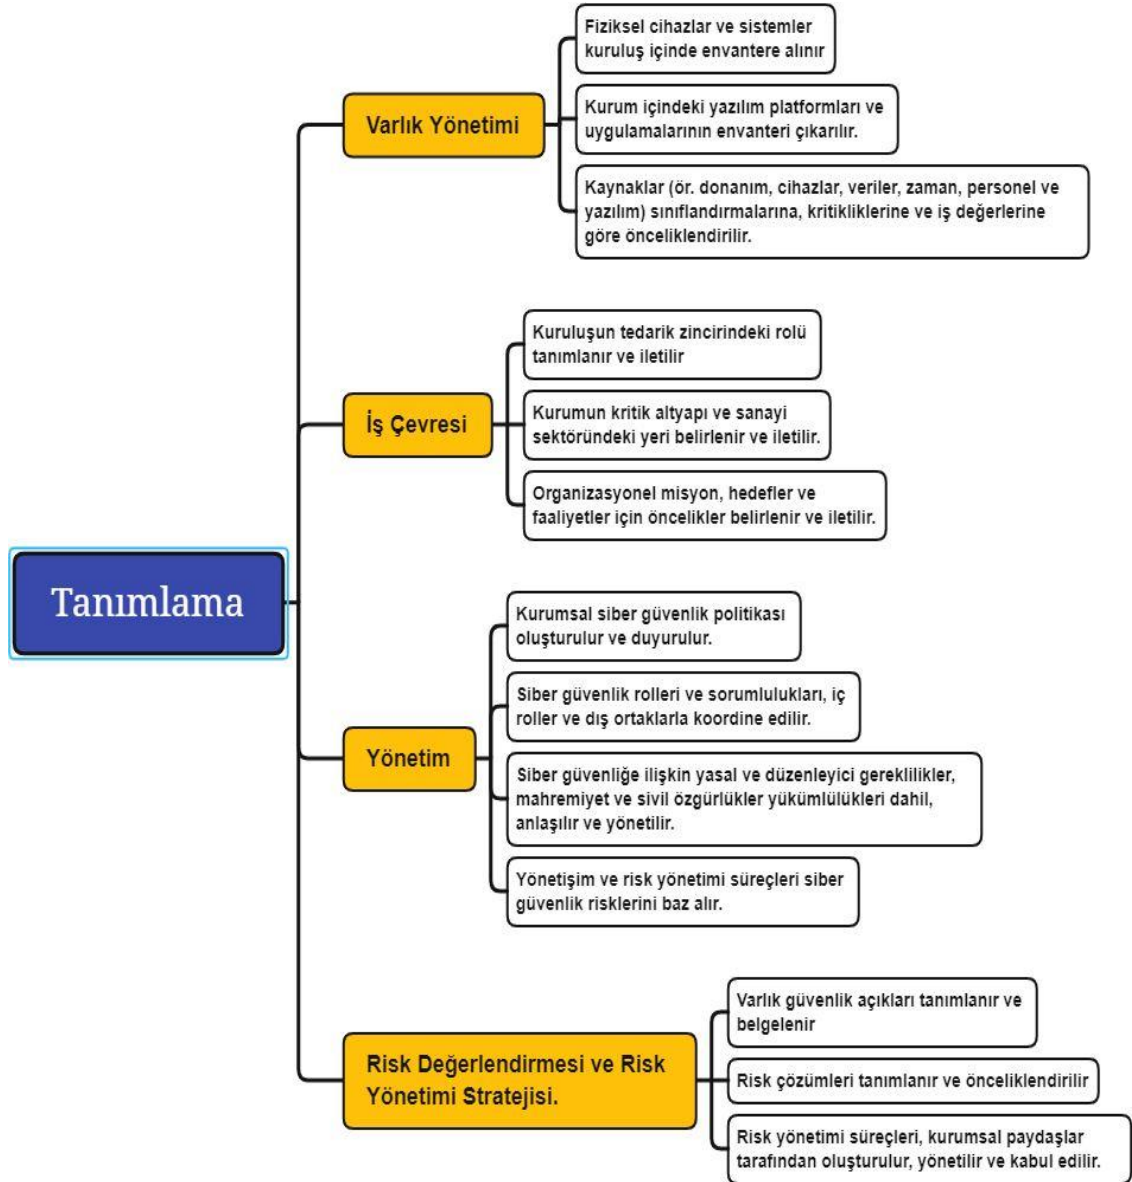 Tanımlama
Varlık Yönetimi
Fiziksel cihazlar ve sistemler
kuruluş içinde envantere alınır
Kurum içindeki yazılım platformları ve
uygulamalarının envanteri çıkarılır.
Kaynaklar (ör. donanım, cihazlar, veriler, zaman, personel ve
yazılım) sınıflandırmalarına, kritikliklerine ve iş değerlerine
göre önceliklendirilir.
İş Çevresi
Kuruluşun tedarik zincirindeki rolü
tanımlanır ve iletilir
Kurumun kritik altyapı ve sanayi
sektöründeki yeri belirlenir ve iletilir.
Organizasyonel misyon, hedefler ve
faaliyetler için öncelikler belirlenir ve iletilir.
Yönetim
Kurumsal siber güvenlik politikası
oluşturulur ve duyurulur.
Siber güvenlik rolleri ve sorumlulukları, iç
roller ve dış ortaklarla koordine edilir.
Siber güvenliğe ilişkin yasal ve düzenleyici gereklilikler,
mahremiyet ve sivil özgürlükler yükümlülükleri dahil,
anlaşılır ve yönetilir.
Yönetişim ve risk yönetimi süreçleri siber
güvenlik risklerini baz alır.
Risk Değerlendirmesi ve Risk
Yönetimi Stratejisi.
Varlık güvenlik açıkları tanımlanır ve
belgelenir
Risk çözümleri tanımlanır ve önceliklendirilir
Risk yönetimi süreçleri, kurumsal paydaşlar
tarafından oluşturulur, yönetilir ve kabul edilir.